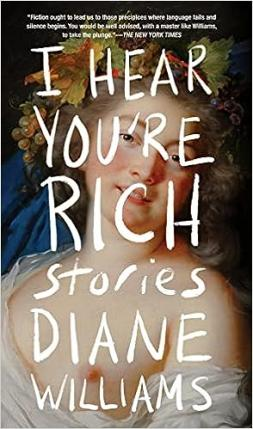 "Fiction ought to lead us to those precipices where language fails and
silence begins. You would be well advised, with a master like Williams,
to take the plunge."—THE NEW YORK TIMES
I HEAR
YOU'RE
RICH
stories
DIANE
WILLIAMS